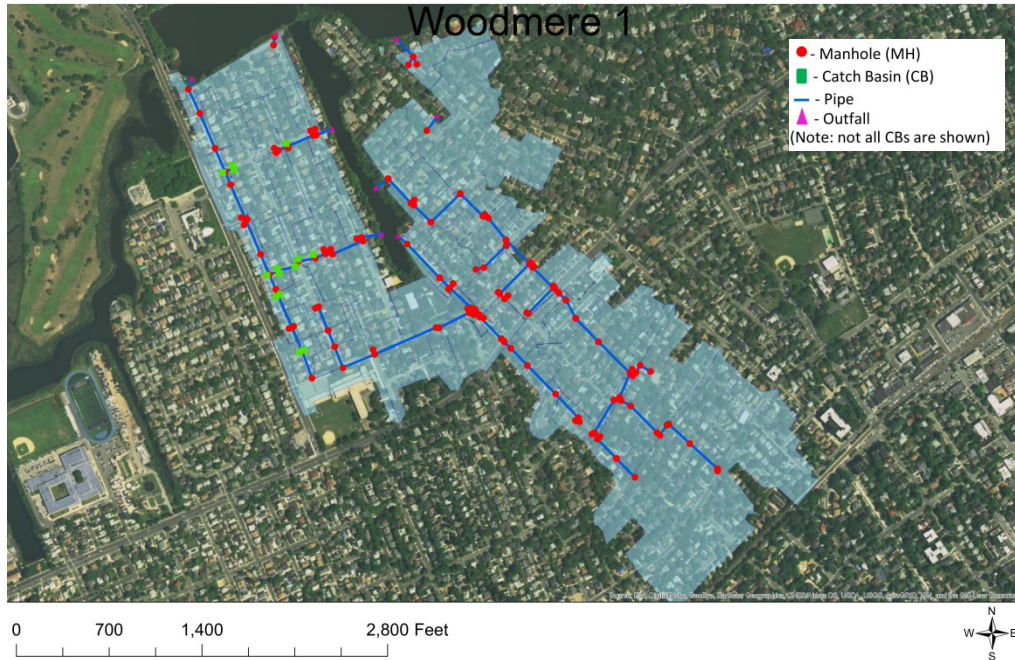 Woodmere 1
- Manhole (MH)
- Catch Basin (CB)
- Pipe
- Outfall
(Note: not all CBs are shown)
0 700 1,400 2,800 Feet
N
W E
S